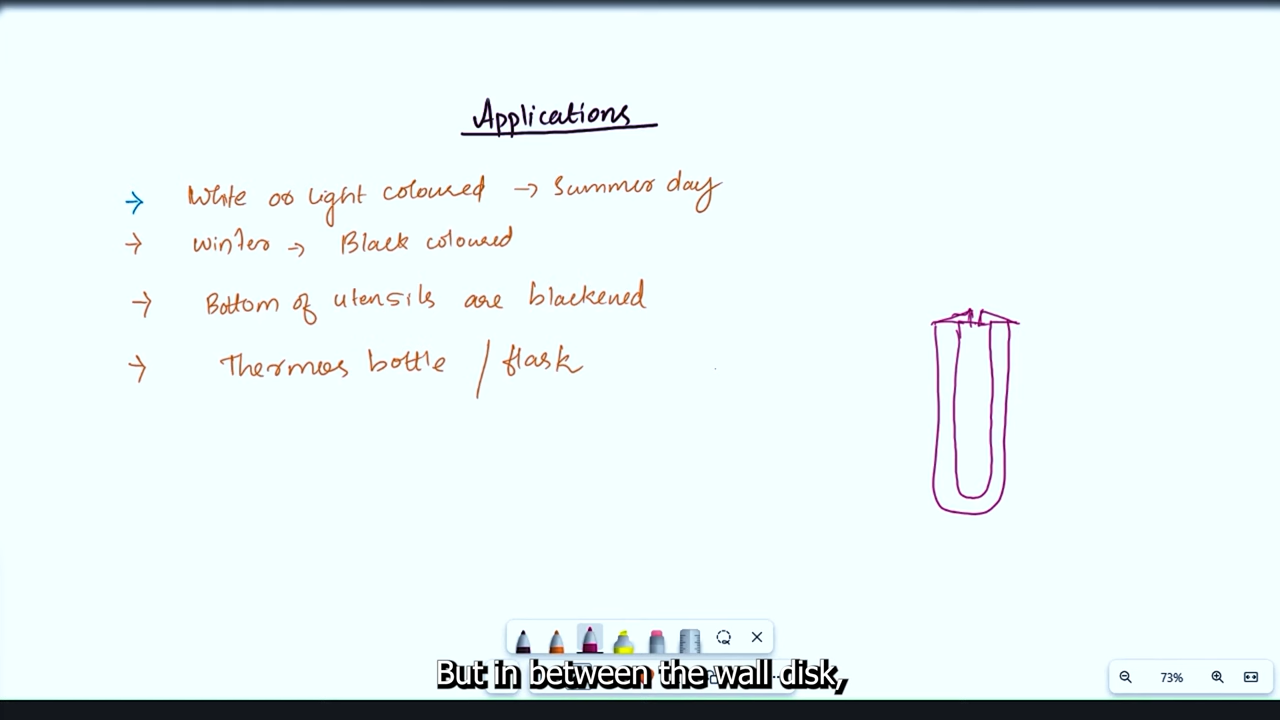 Applications
→ White or light coloured → Summer day
→ winter → Black coloured
→ Bottom of utensils are blackened
→ Thermos bottle / flask
But in between the wall disk,
73%